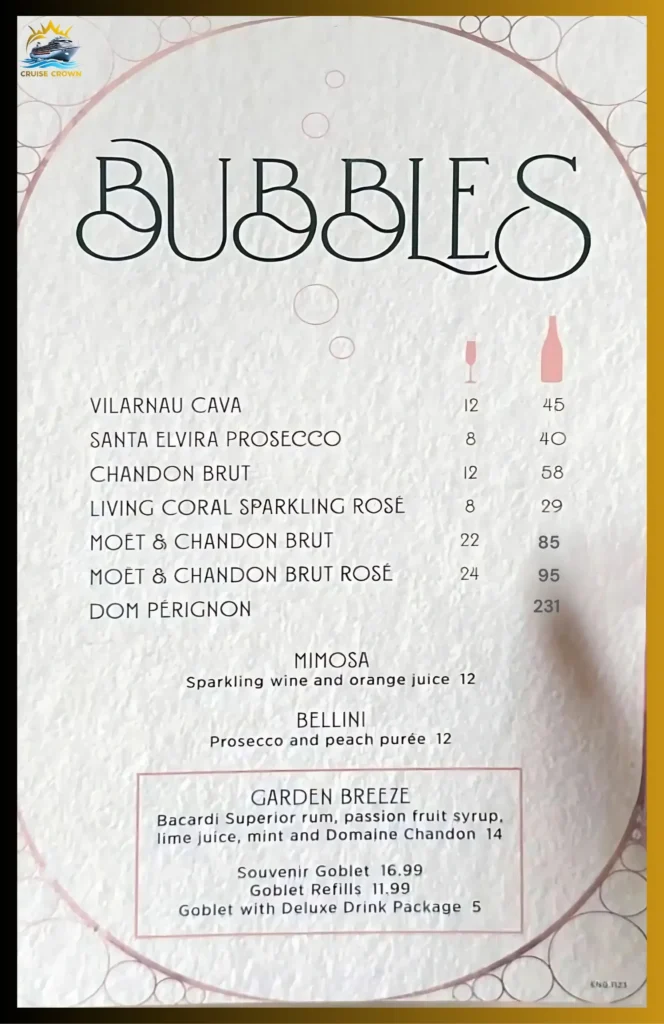 CRUISE CROWN
BUBBLES
VILARNAU CAVA 12 45
SANTA ELVIRA PROSECCO 8 40
CHANDON BRUT 12 58
LIVING CORAL SPARKLING ROSÉ 8 29
MOËT & CHANDON BRUT 22 85
MOËT & CHANDON BRUT ROSÉ 24 95
DOM PÉRIGNON 231
MIMOSA
Sparkling wine and orange juice 12
BELLINI
Prosecco and peach purée 12
GARDEN BREEZE
Bacardi Superior rum, passion fruit syrup,
lime juice, mint and Domaine Chandon 14
Souvenir Goblet 16.99
Goblet Refills 11.99
Goblet with Deluxe Drink Package 5
ENG.1123